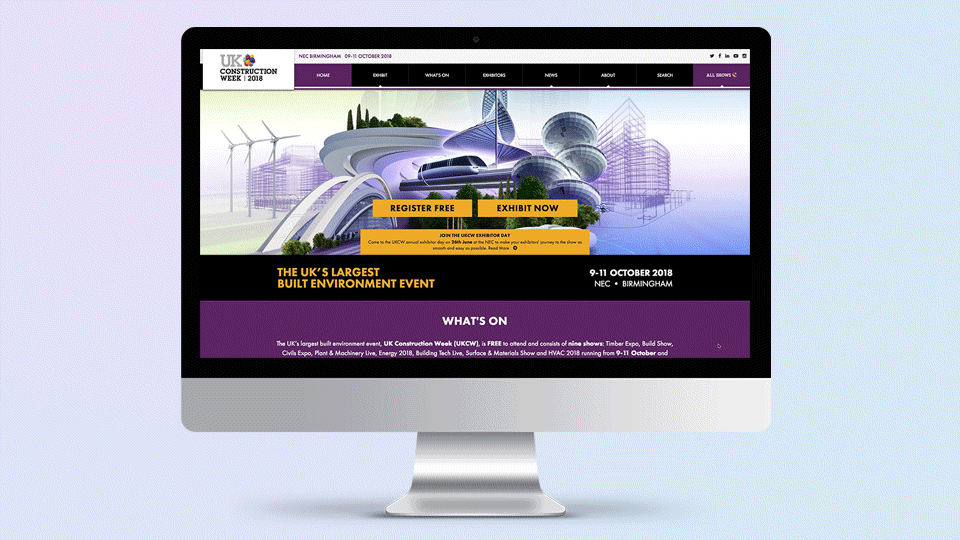 UK
CONSTRUCTION
WEEK | 2018
NEC BIRMINGHAM 09-11 OCTOBER 2018
HOME
EXHIBIT
WHAT'S ON
EXHIBITORS
NEWS
ABOUT
SEARCH
ALL SHOWS
REGISTER FREE
EXHIBIT NOW
JOIN THE UKCW EXHIBITOR DAY
Come to the UKCW annual exhibitor day on 26th June at the NEC to make your exhibitors' journey to the show as
smooth and easy as possible. Read More
THE UK'S LARGEST
BUILT ENVIRONMENT EVENT
9-11 OCTOBER 2018
NEC • BIRMINGHAM
WHAT'S ON
The UK's largest built environment event, UK Construction Week (UKCW), is FREE to attend and consists of nine shows: Timber Expo, Build Show,
Civils Expo, Plant & Machinery Live, Energy 2018, Building Tech Live, Surface & Materials Show and HVAC 2018 running from 9-11 October and